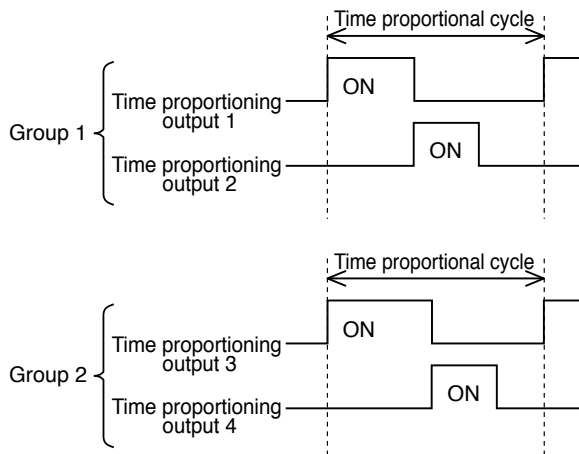 Time proportional cycle
ON
Time proportioning
output 1
Group 1
ON
Time proportioning
output 2
Time proportional cycle
ON
Time proportioning
output 3
Group 2
ON
Time proportioning
output 4